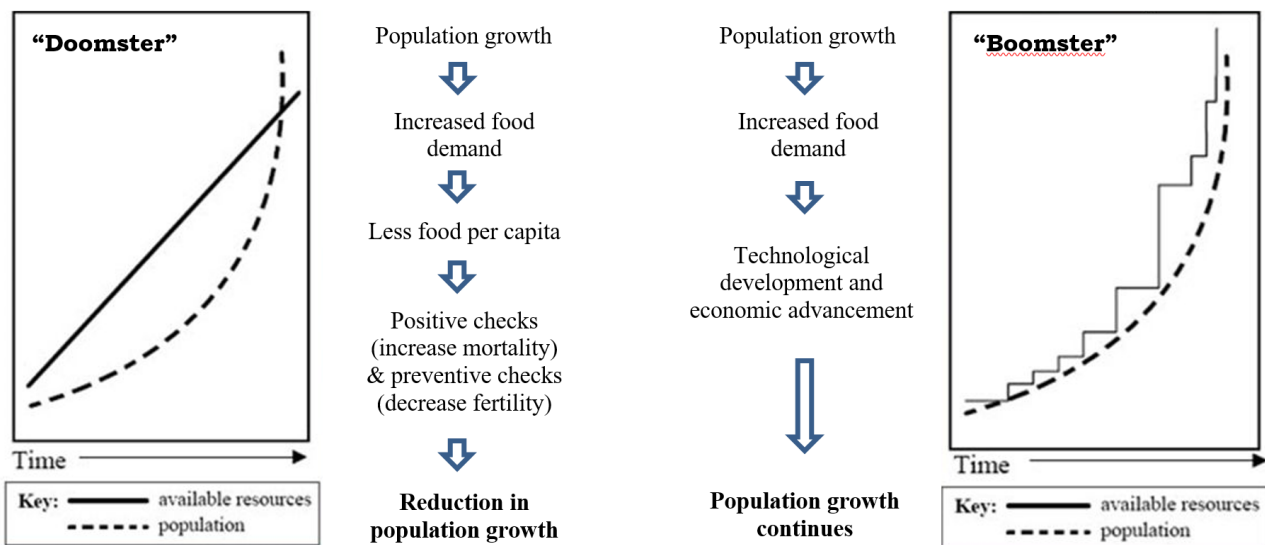 “Doomster”
Time
Key:
available resources
population
Population growth
Increased food
demand
Less food per capita
Positive checks
(increase mortality)
& preventive checks
(decrease fertility)
Reduction in
population growth
Population growth
Increased food
demand
Technological
development and
economic advancement
Population growth
continues
“Boomster”
Time
Key:
available resources
population